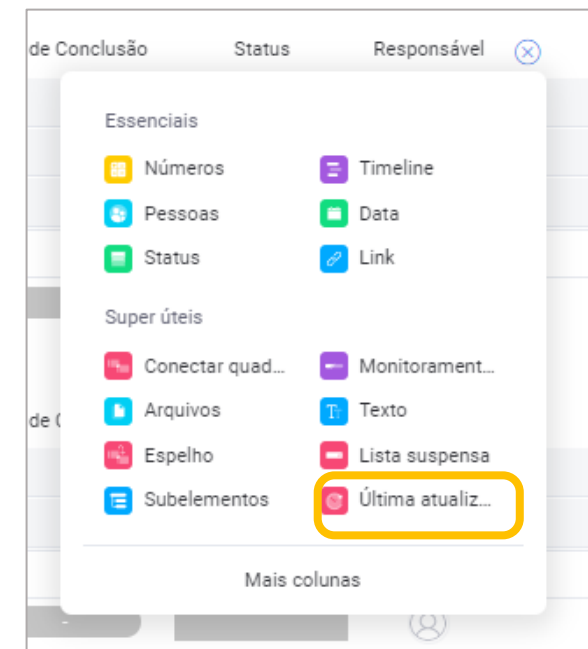 de Conclusão Status Responsável
Essenciais
Números Timeline
Pessoas Data
Status Link
Super úteis
Conectar quad... Monitorament...
de C
Arquivos Texto
Espelho Lista suspensa
Subelementos Última atualiz...
Mais colunas
-